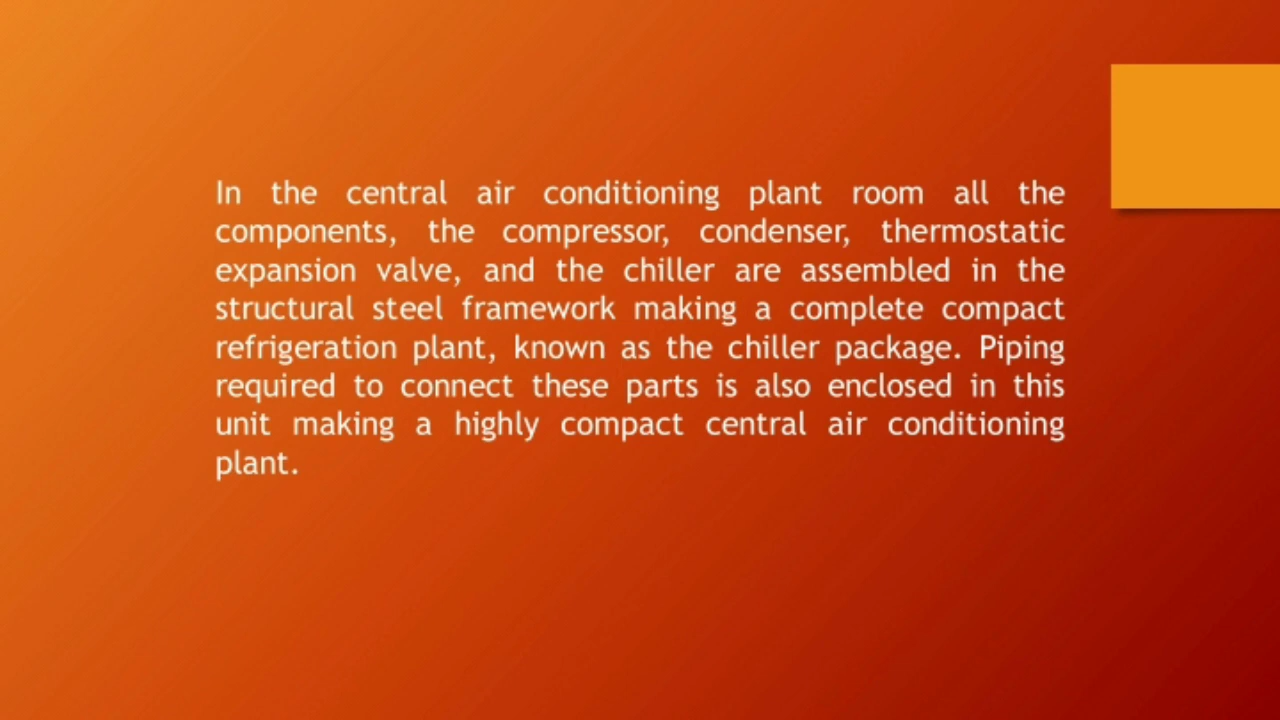 In the central air conditioning plant room all the
components, the compressor, condenser, thermostatic
expansion valve, and the chiller are assembled in the
structural steel framework making a complete compact
refrigeration plant, known as the chiller package. Piping
required to connect these parts is also enclosed in this
unit making a highly compact central air conditioning
plant.